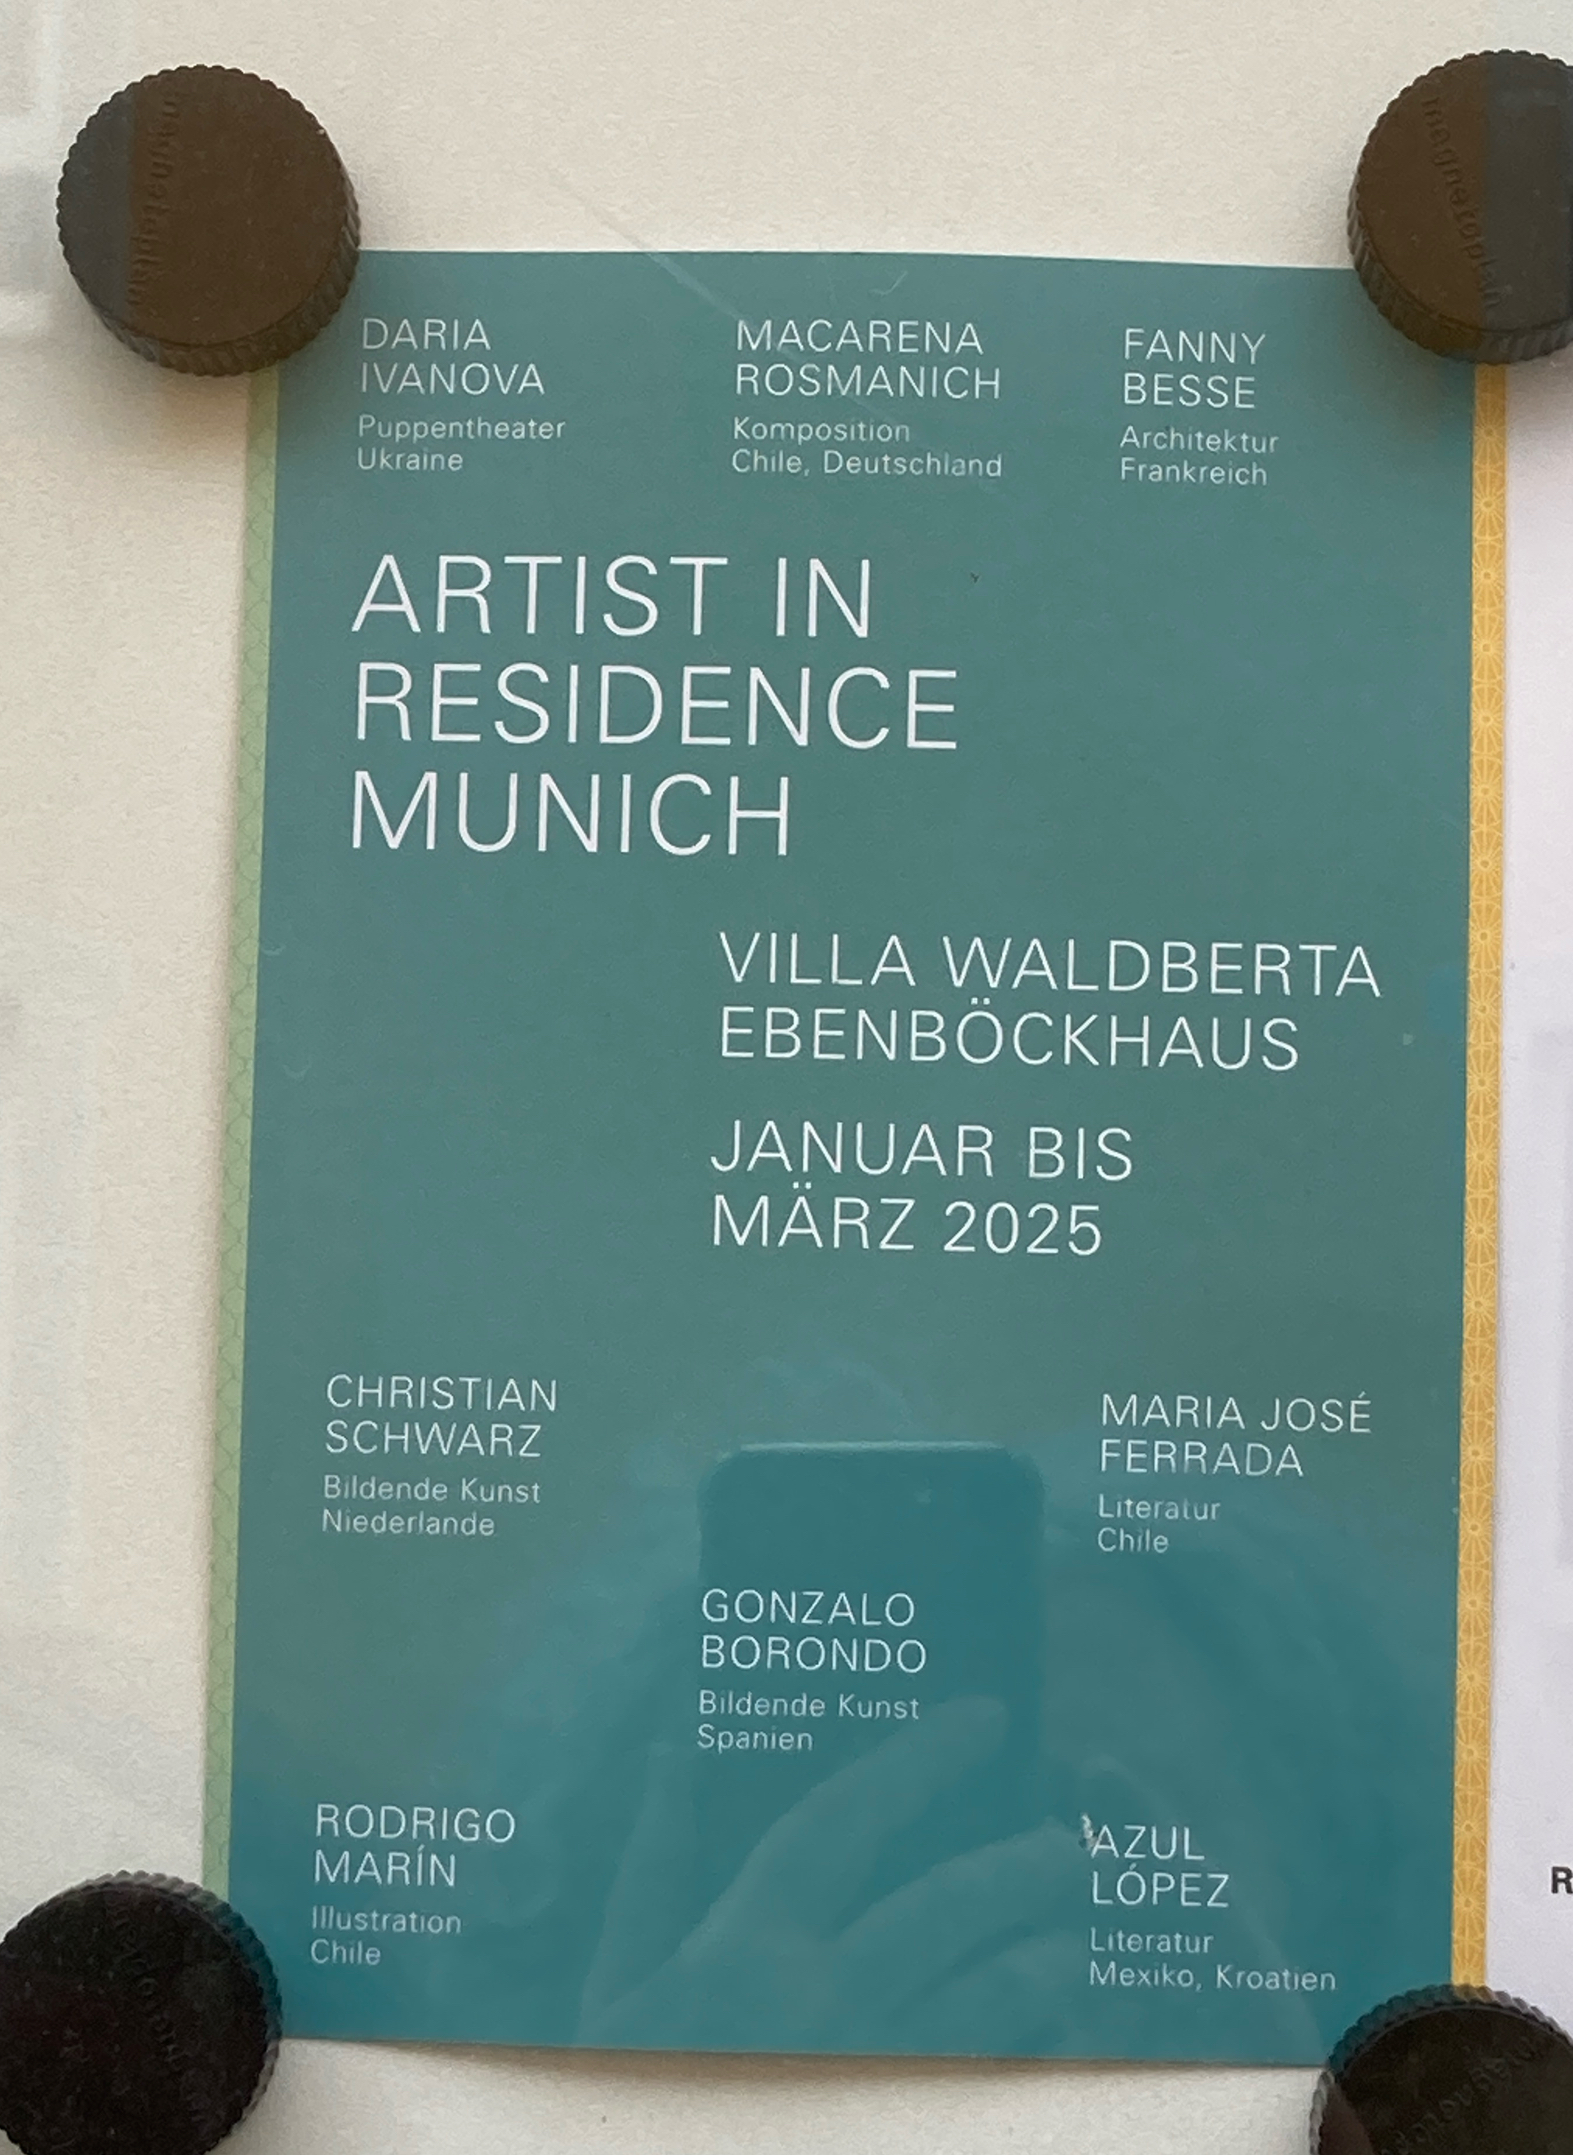 DARIA
IVANOVA
Puppentheater
Ukraine
MACARENA
ROSMANICH
Komposition
Chile, Deutschland
FANNY
BESSE
Architektur
Frankreich
ARTIST IN
RESIDENCE
MUNICH
VILLA WALDBERTA
EBENBÖCKHAUS
JANUAR BIS
MÄRZ 2025
CHRISTIAN
SCHWARZ
Bildende Kunst
Niederlande
MARIA JOSÉ
FERRADA
Literatur
Chile
GONZALO
BORONDO
Bildende Kunst
Spanien
RODRIGO
MARÍN
Illustration
Chile
AZUL
LÓPEZ
Literatur
Mexiko, Kroatien
R